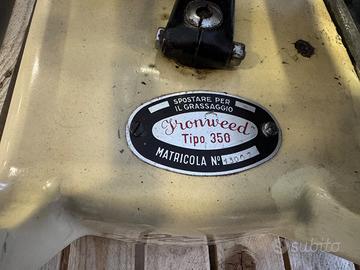 SPOSTARE PER
IL GRASSAGGIO
Ironweed
Tipo 350
MATRICOLA N°
subito